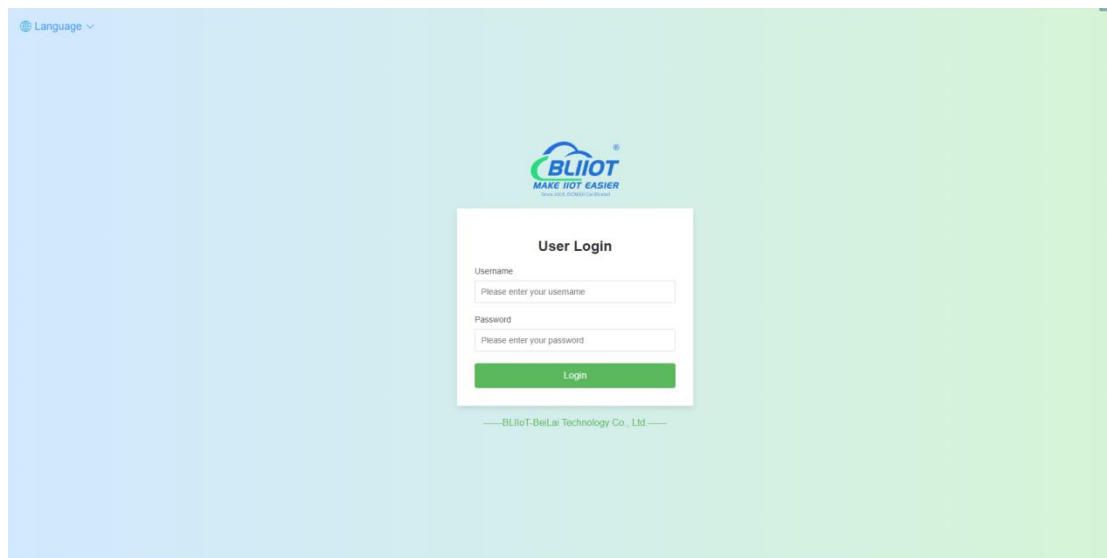 Language
®
BLIIOT
MAKE IIOT EASIER
User Login
Username
Please enter your username
Password
Please enter your password
Login
——BLIIoT-BeiLai Technology Co., Ltd.——